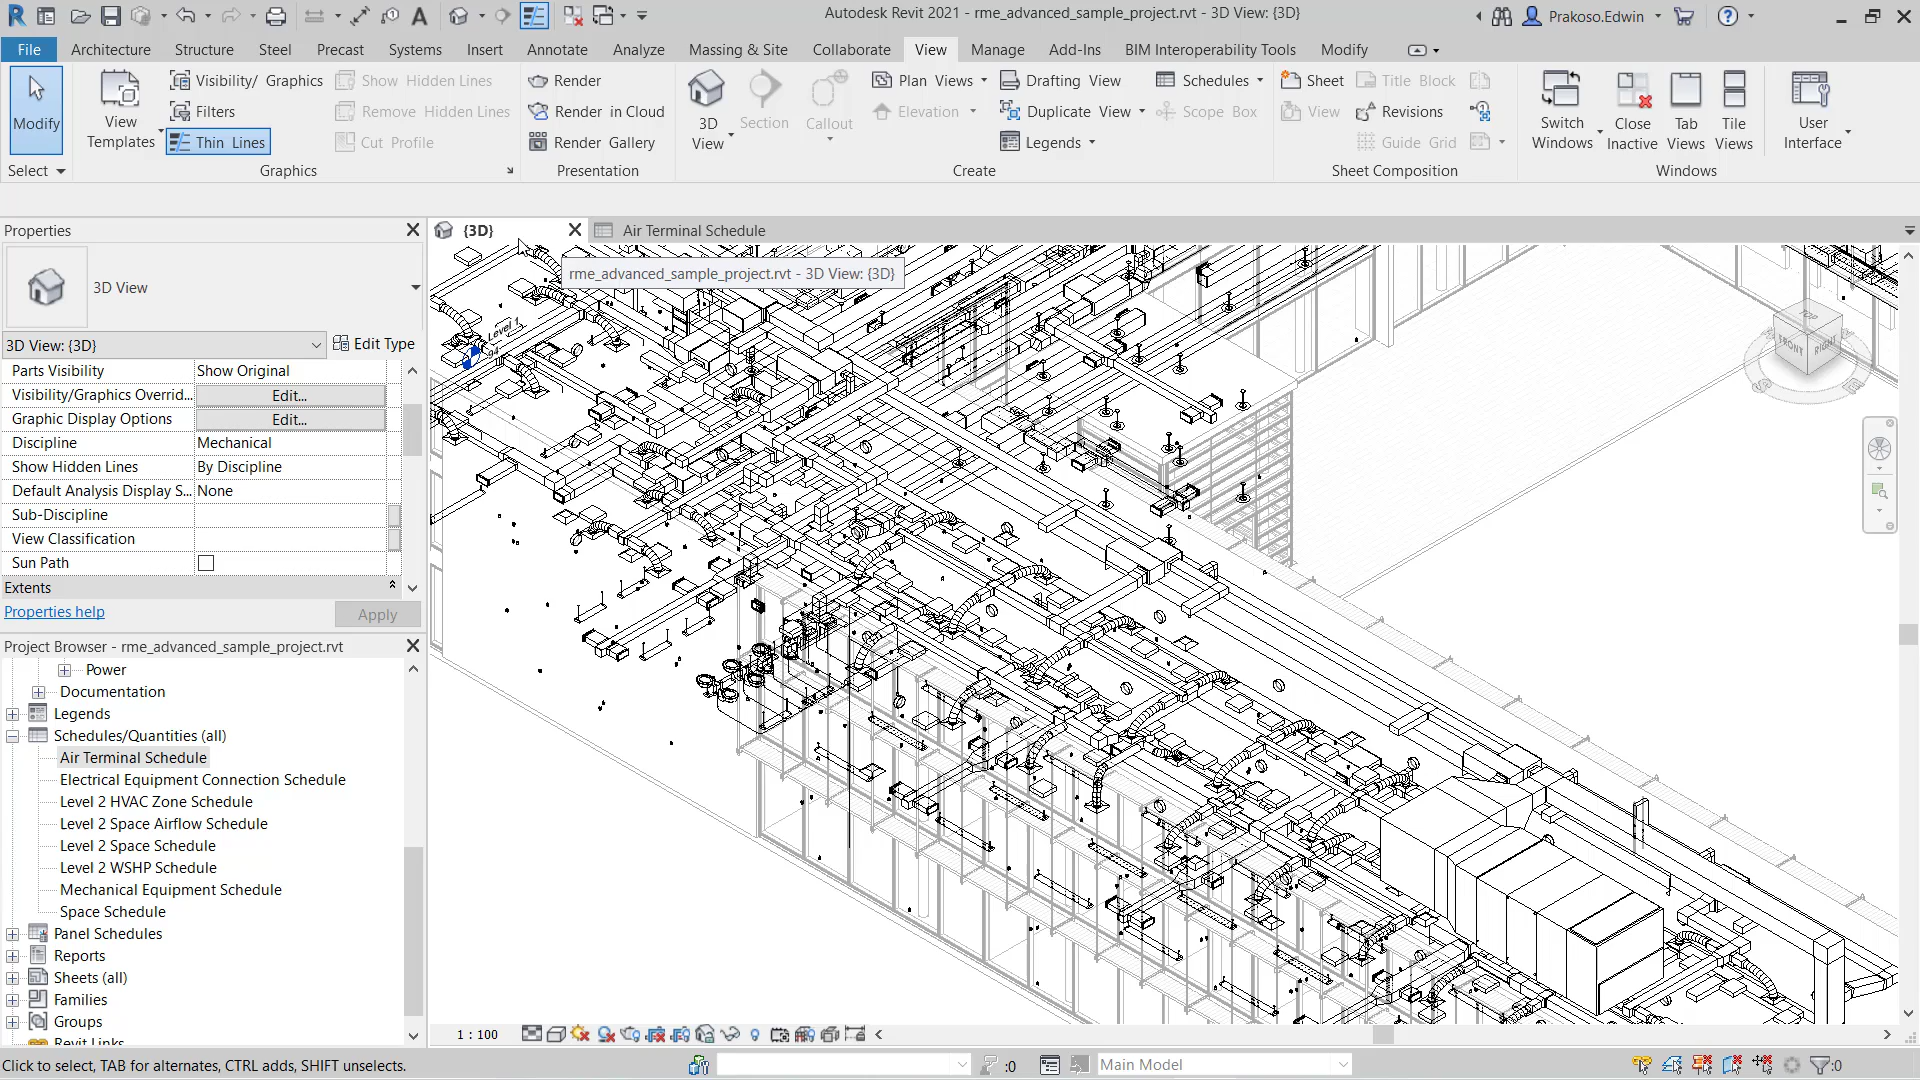 Autodesk Revit 2021 - rme_advanced_sample_project.rvt - 3D View: {3D}
Prakoso.Edwin
File Architecture Structure Steel Precast Systems Insert Annotate Analyze Massing & Site Collaborate View Manage Add-Ins BIM Interoperability Tools Modify
Modify
Select
View
Templates
Visibility/ Graphics
Filters
Thin Lines
Show Hidden Lines
Remove Hidden Lines
Cut Profile
Graphics
Render
Render in Cloud
Render Gallery
Presentation
3D
View
Section
Callout
Plan Views
Elevation
Drafting View
Duplicate View
Legends
Schedules
Scope Box
Create
Sheet
View
Title Block
Revisions
Guide Grid
Sheet Composition
Switch
Windows
Close
Inactive
Tab
Views
Tile
Views
Windows
User
Interface
Properties
3D View
3D View: {3D}
Edit Type
Parts Visibility Show Original
Visibility/Graphics Overrid... Edit...
Graphic Display Options Edit...
Discipline Mechanical
Show Hidden Lines By Discipline
Default Analysis Display S... None
Sub-Discipline
View Classification
Sun Path
Extents
Properties help
Apply
Project Browser - rme_advanced_sample_project.rvt
Power
Documentation
Legends
Schedules/Quantities (all)
Air Terminal Schedule
Electrical Equipment Connection Schedule
Level 2 HVAC Zone Schedule
Level 2 Space Airflow Schedule
Level 2 Space Schedule
Level 2 WSHP Schedule
Mechanical Equipment Schedule
Space Schedule
Panel Schedules
Reports
Sheets (all)
Families
Groups
Revit Links
{3D}
Air Terminal Schedule
rme_advanced_sample_project.rvt - 3D View: {3D}
Level 1
TOP
FRONT
RIGHT
S
E
1 : 100
Click to select, TAB for alternates, CTRL adds, SHIFT unselects.
:0
Main Model
:0